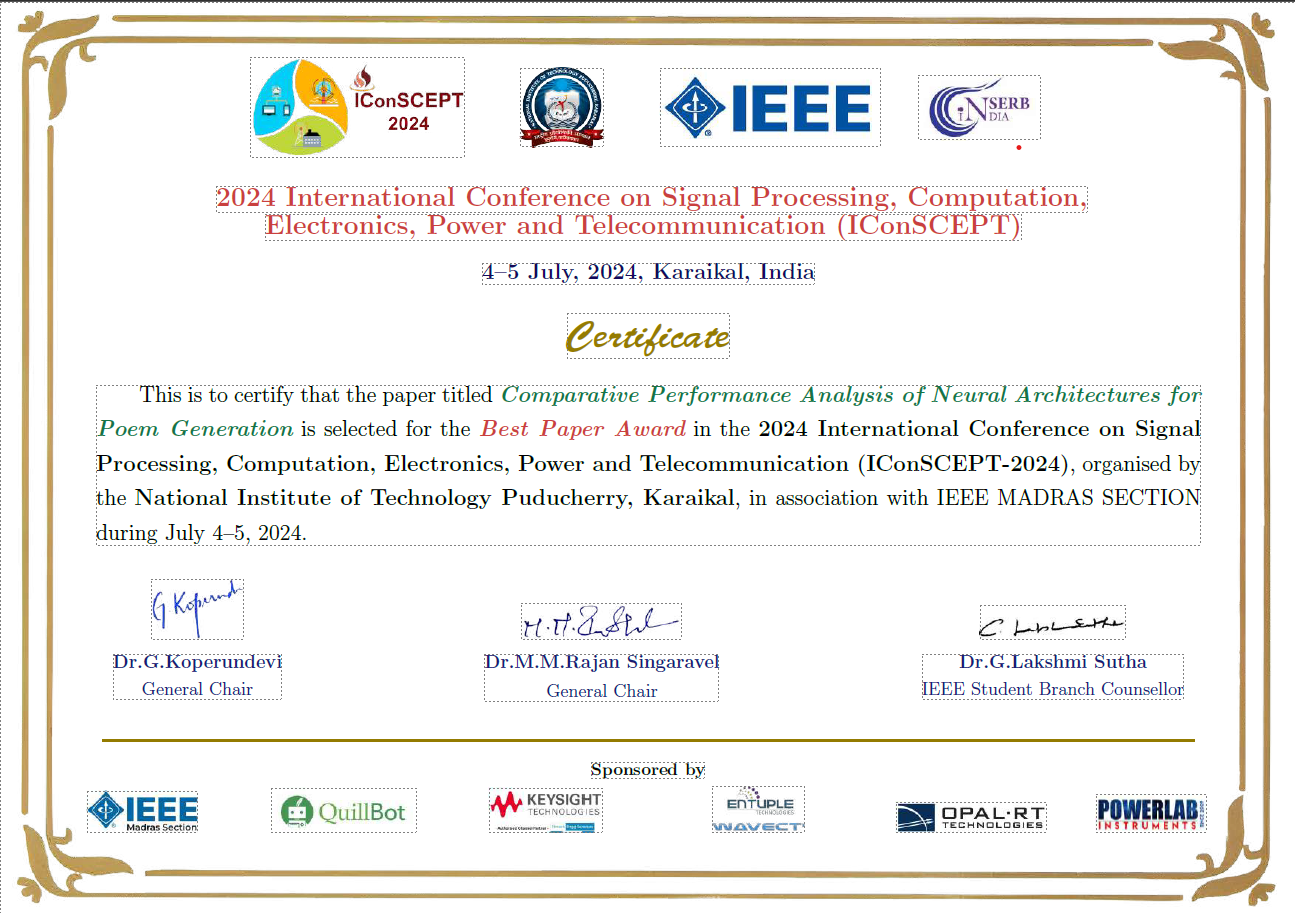 IConSCEPT
2024
IEEE
SERB
INDIA
2024 International Conference on Signal Processing, Computation,
Electronics, Power and Telecommunication (IConSCEPT)
4–5 July, 2024, Karaikal, India
Certificate
This is to certify that the paper titled Comparative Performance Analysis of Neural Architectures for
Poem Generation is selected for the Best Paper Award in the 2024 International Conference on Signal
Processing, Computation, Electronics, Power and Telecommunication (IConSCEPT-2024), organised by
the National Institute of Technology Puducherry, Karaikal, in association with IEEE MADRAS SECTION
during July 4–5, 2024.
Dr.G.Koperundevi
General Chair
Dr.M.M.Rajan Singaravel
General Chair
Dr.G.Lakshmi Sutha
IEEE Student Branch Counsellor
Sponsored by
IEEE
Madras Section
QuillBot
KEYSIGHT
TECHNOLOGIES
ENTUPLE
TECHNOLOGIES
WAVECT
OPAL-RT
TECHNOLOGIES
POWERLAB
INSTRUMENTS